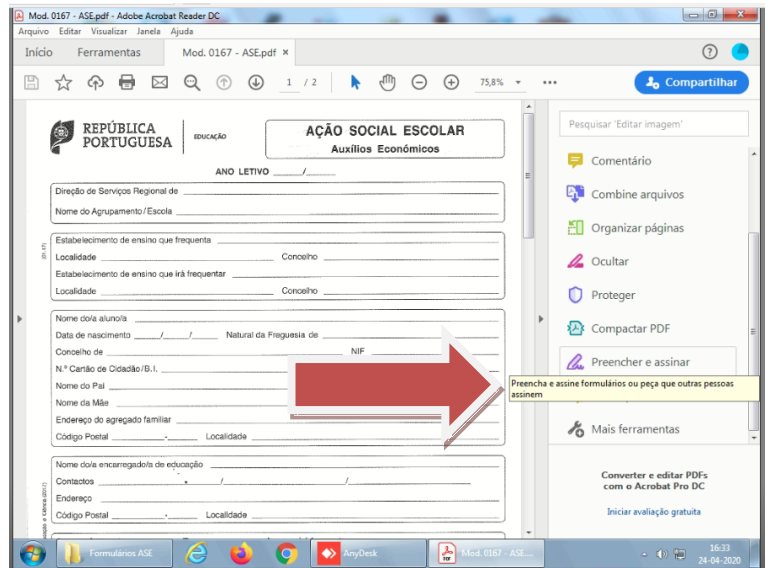 Mod. 0167 - ASE.pdf - Adobe Acrobat Reader DC
Arquivo Editar Visualizar Janela Ajuda
Início Ferramentas Mod. 0167 - ASE.pdf ×
1 / 2 75,8% Compartilhar
REPÚBLICA PORTUGUESA
EDUCAÇÃO
AÇÃO SOCIAL ESCOLAR
Auxílios Económicos
ANO LETIVO _____/_____
Direção de Serviços Regional de
Nome do Agrupamento/Escola
Estabelecimento de ensino que frequenta
Localidade Concelho
Estabelecimento de ensino que irá frequentar
Localidade Concelho
Nome do/a aluno/a
Data de nascimento ____/____/____ Natural da Freguesia de
Concelho de NIF
N.º Cartão de Cidadão/B.I.
Nome do Pai
Nome da Mãe
Endereço do agregado familiar
Código Postal - Localidade
Nome do/a encarregado/a de educação
Contactos / /
Endereço
Código Postal - Localidade
Pesquisar 'Editar imagem'
Comentário
Combine arquivos
Organizar páginas
Ocultar
Proteger
Compactar PDF
Preencher e assinar
Preencha e assine formulários ou peça que outras pessoas
assinem
Mais ferramentas
Converter e editar PDFs
com o Acrobat Pro DC
Iniciar avaliação gratuita
Formulários ASE AnyDesk Mod. 0167 - ASE....
16:33
24-04-2020